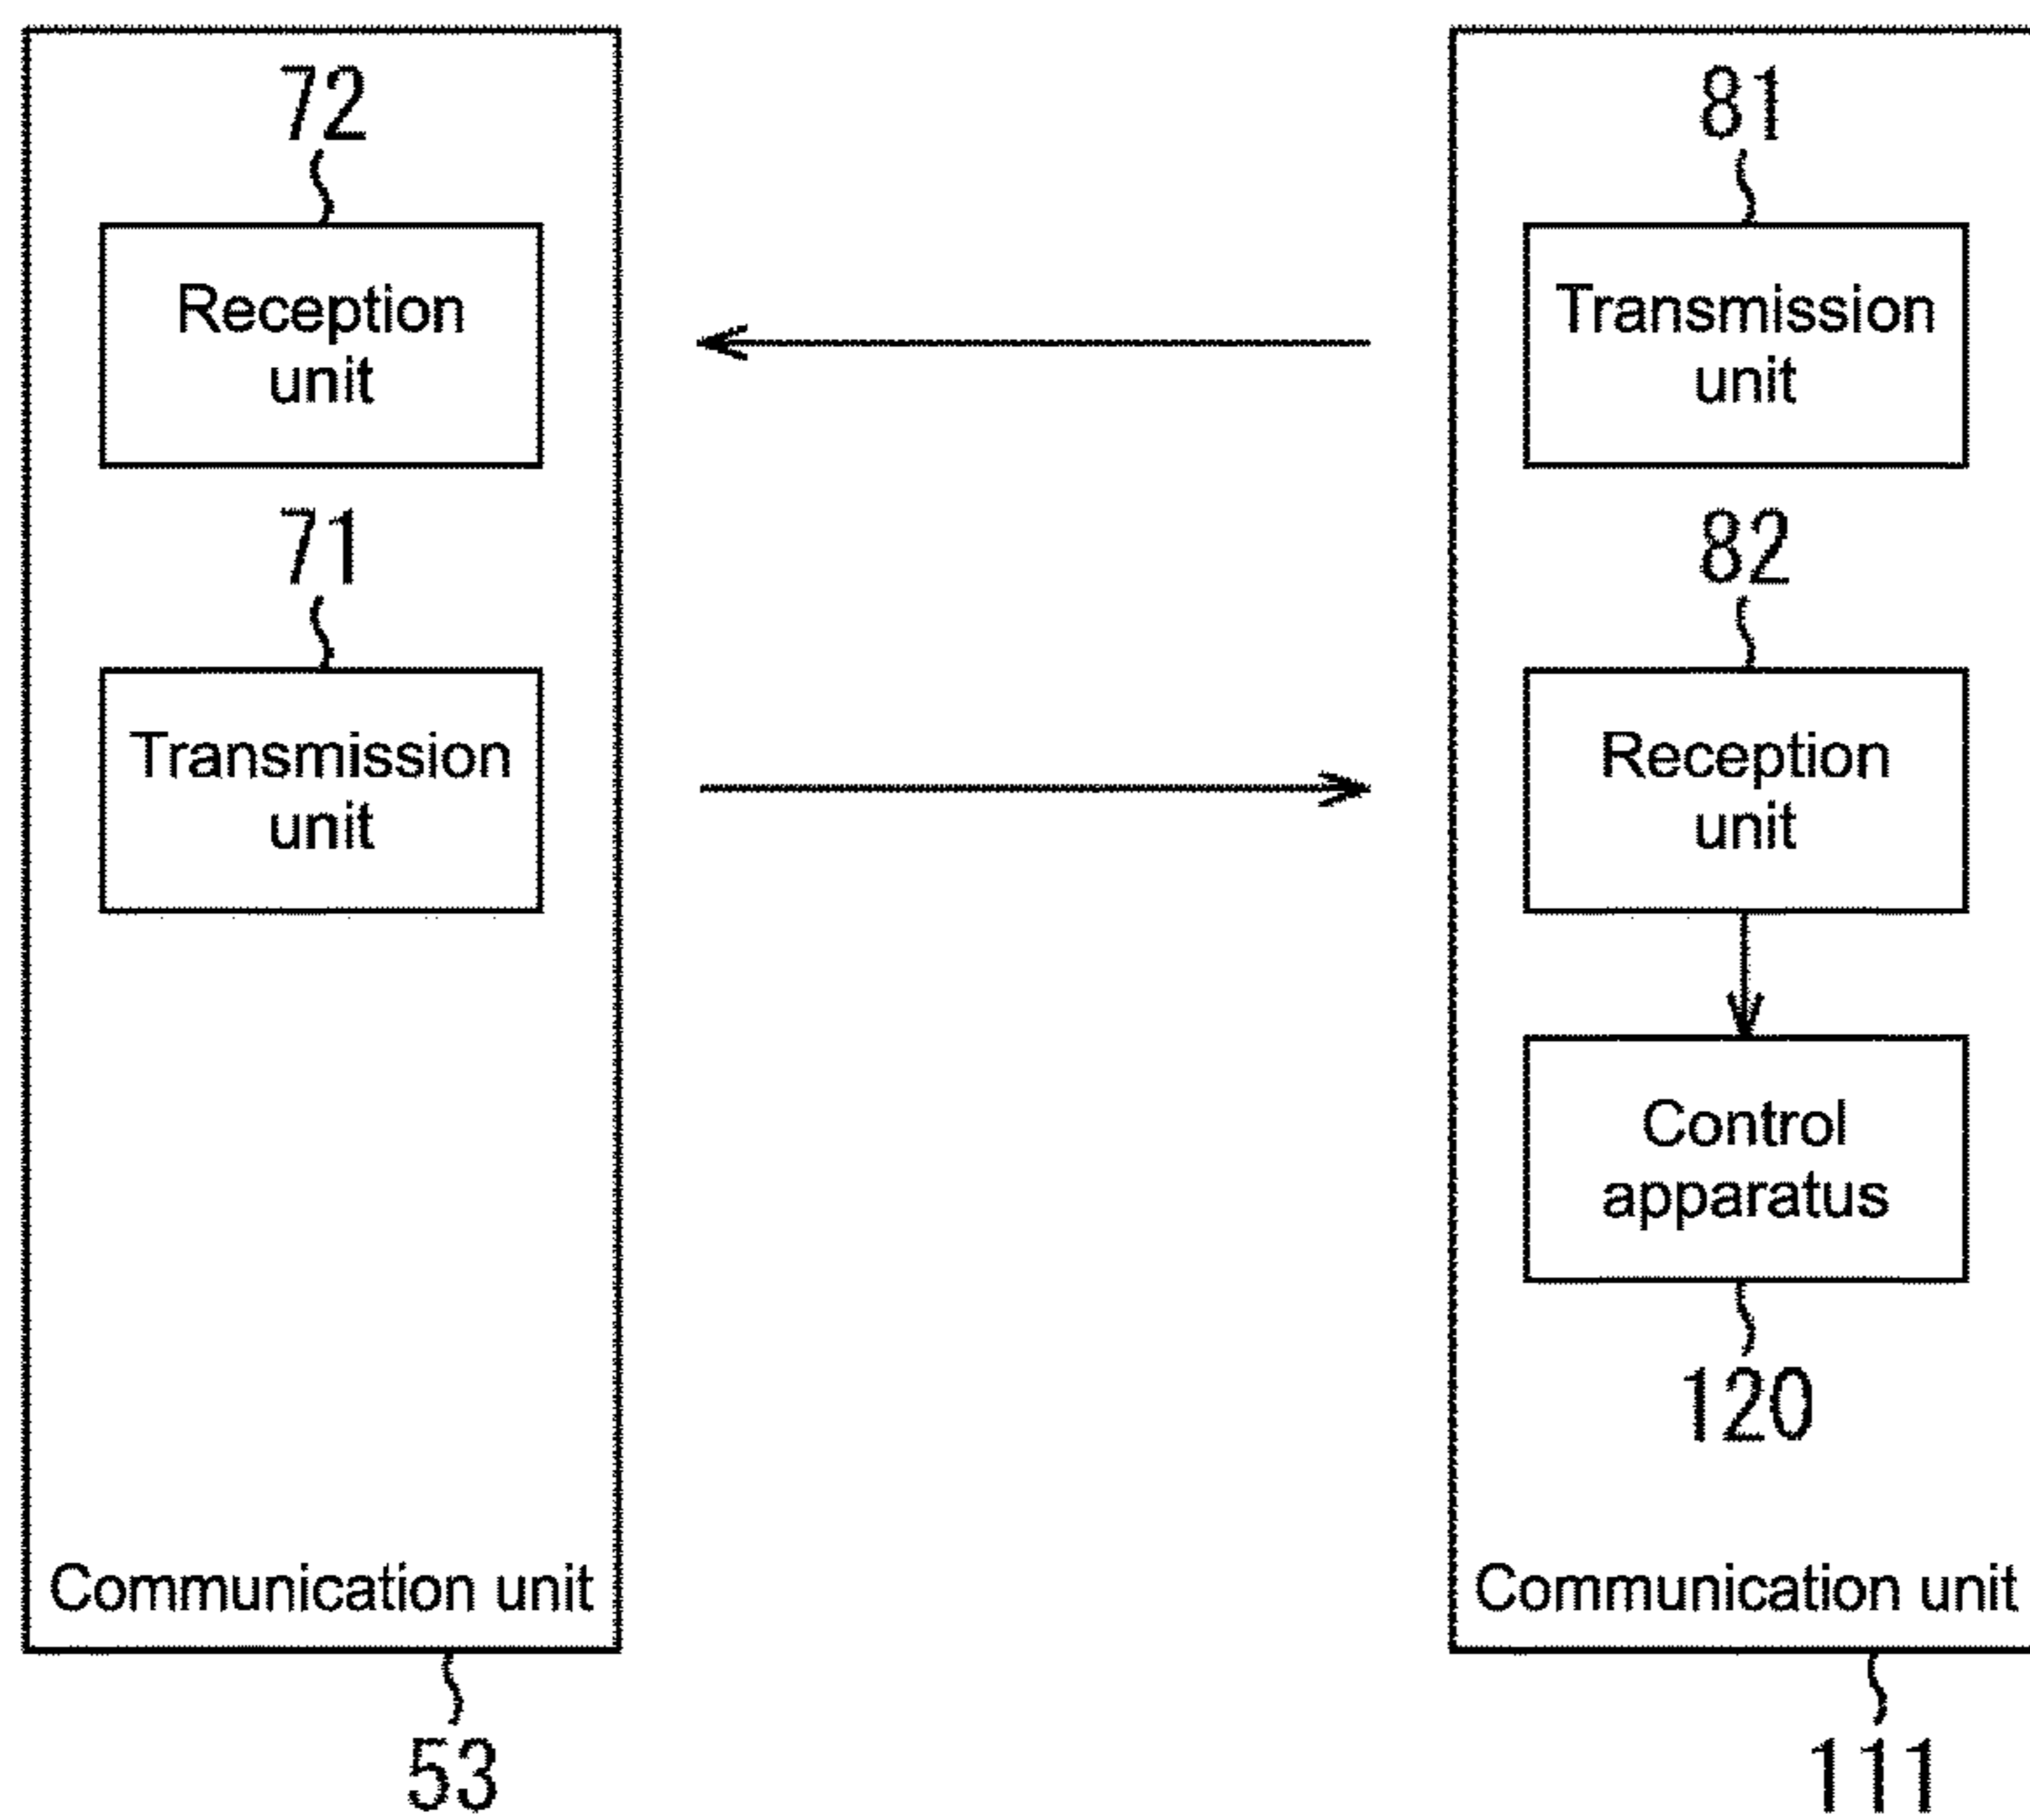 72
Reception
unit
71
Transmission
unit
Communication unit
53
81
Transmission
unit
82
Reception
unit
Control
apparatus
120
Communication unit
111